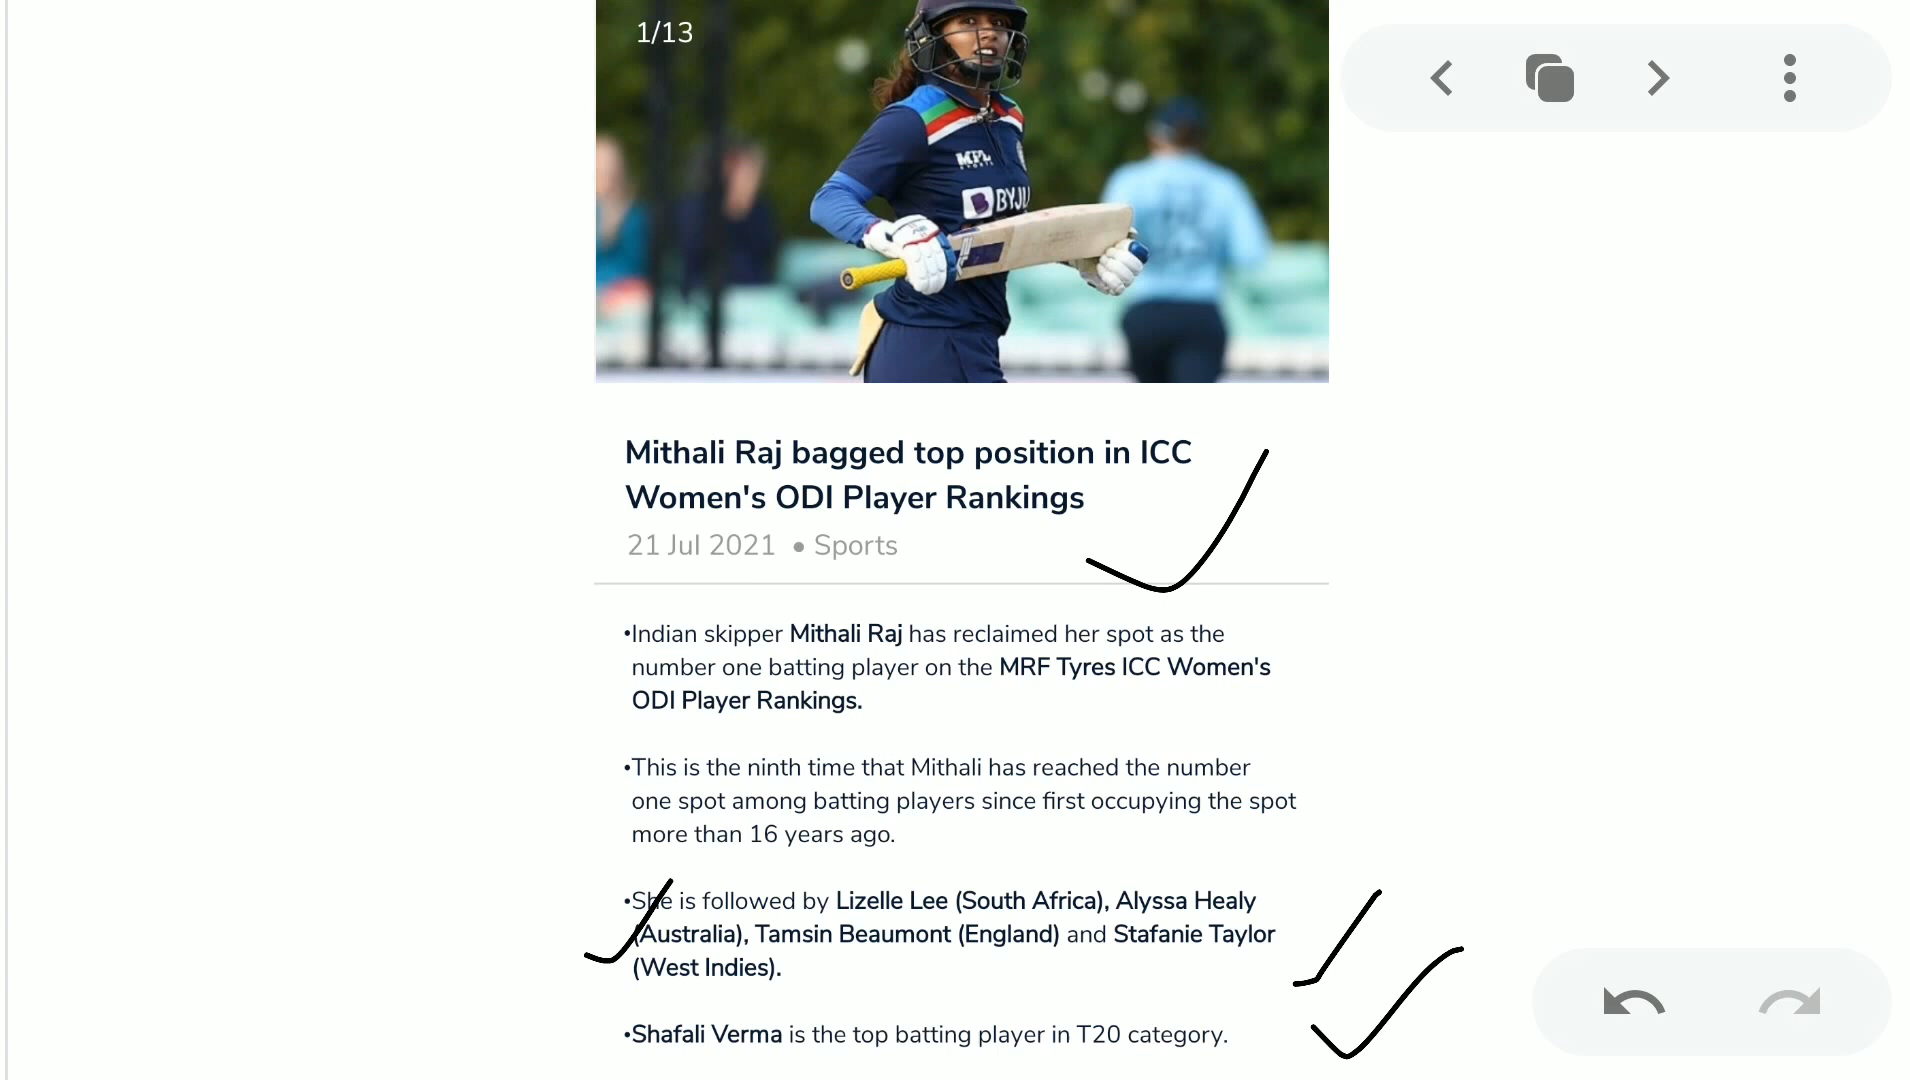 1/13
MPL
SPORTS
BYJU
Mithali Raj bagged top position in ICC
Women's ODI Player Rankings
21 Jul 2021 • Sports
•Indian skipper Mithali Raj has reclaimed her spot as the
number one batting player on the MRF Tyres ICC Women's
ODI Player Rankings.
•This is the ninth time that Mithali has reached the number
one spot among batting players since first occupying the spot
more than 16 years ago.
•She is followed by Lizelle Lee (South Africa), Alyssa Healy
(Australia), Tamsin Beaumont (England) and Stafanie Taylor
(West Indies).
•Shafali Verma is the top batting player in T20 category.